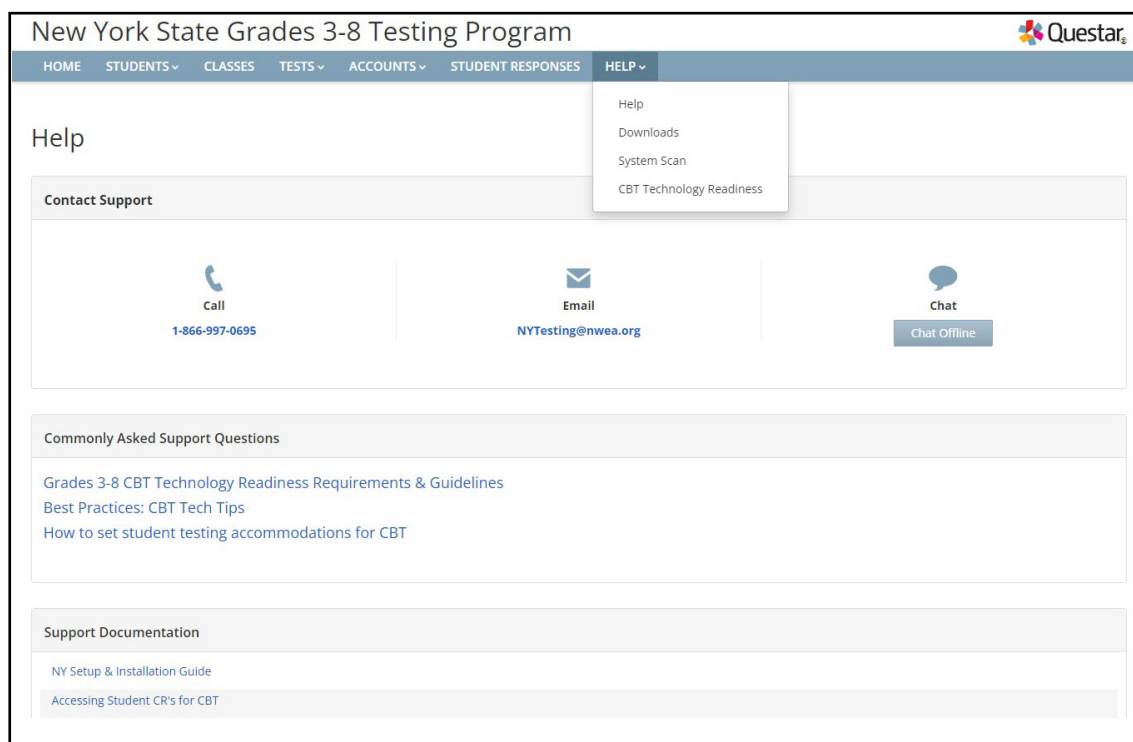 New York State Grades 3-8 Testing Program
Questar®
HOME STUDENTS CLASSES TESTS ACCOUNTS STUDENT RESPONSES HELP
Help
Downloads
System Scan
CBT Technology Readiness
Help
Contact Support
Call
1-866-997-0695
Email
NYTesting@nwea.org
Chat
Chat Offline
Commonly Asked Support Questions
Grades 3-8 CBT Technology Readiness Requirements & Guidelines
Best Practices: CBT Tech Tips
How to set student testing accommodations for CBT
Support Documentation
NY Setup & Installation Guide
Accessing Student CR's for CBT